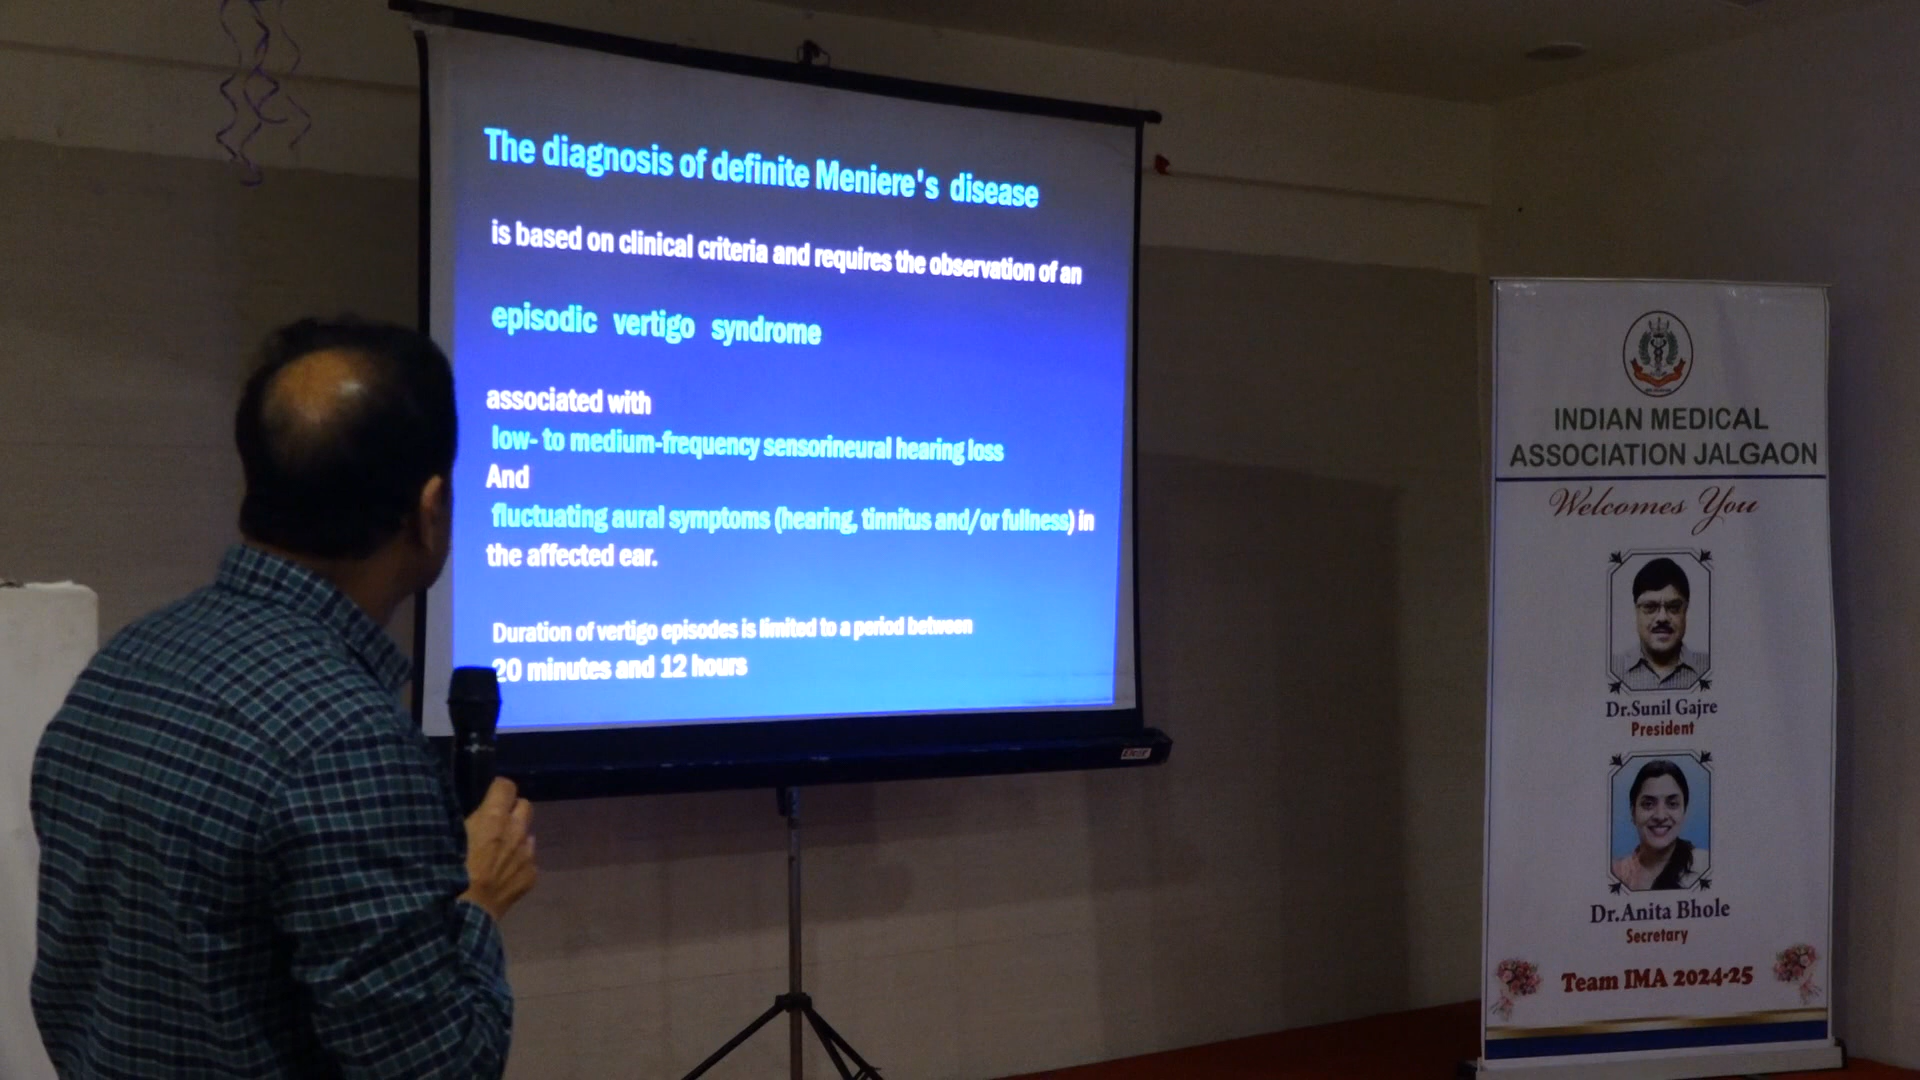 The diagnosis of definite Meniere's disease
is based on clinical criteria and requires the observation of an
episodic vertigo syndrome
associated with
low- to medium-frequency sensorineural hearing loss
And
fluctuating aural symptoms (hearing, tinnitus and/or fullness) in
the affected ear.
Duration of vertigo episodes is limited to a period between
20 minutes and 12 hours
INDIAN MEDICAL
ASSOCIATION JALGAON
Welcomes You
Dr.Sunil Gajre
President
Dr.Anita Bhole
Secretary
Team IMA 2024-25